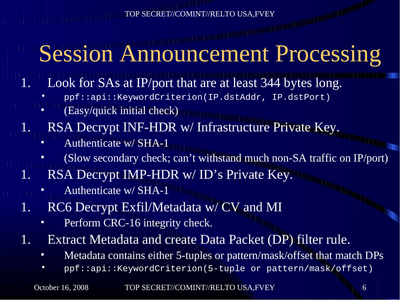 TOP SECRET//COMINT//RELTO USA,FVEY
Session Announcement Processing
1. Look for SAs at IP/port that are at least 344 bytes long.
• ppf::api::KeywordCriterion(IP.dstAddr, IP.dstPort)
• (Easy/quick initial check)
1. RSA Decrypt INF-HDR w/ Infrastructure Private Key.
• Authenticate w/ SHA-1
(Slow secondary check; can't withstand much non-SA traffic on IP/port)
1. RSA Decrypt IMP-HDR w/ ID's Private Key.
• Authenticate w/ SHA-1
1. RC6 Decrypt Exfil/Metadata w/ CV and MI
• Perform CRC-16 integrity check.
1. Extract Metadata and create Data Packet (DP) filter rule.
• Metadata contains either 5-tuples or pattern/mask/offset that match DPs
• ppf::api::KeywordCriterion(5-tuple or pattern/mask/offset)
October 16, 2008 TOP SECRET//COMINT//RELTO USA,FVEY 6